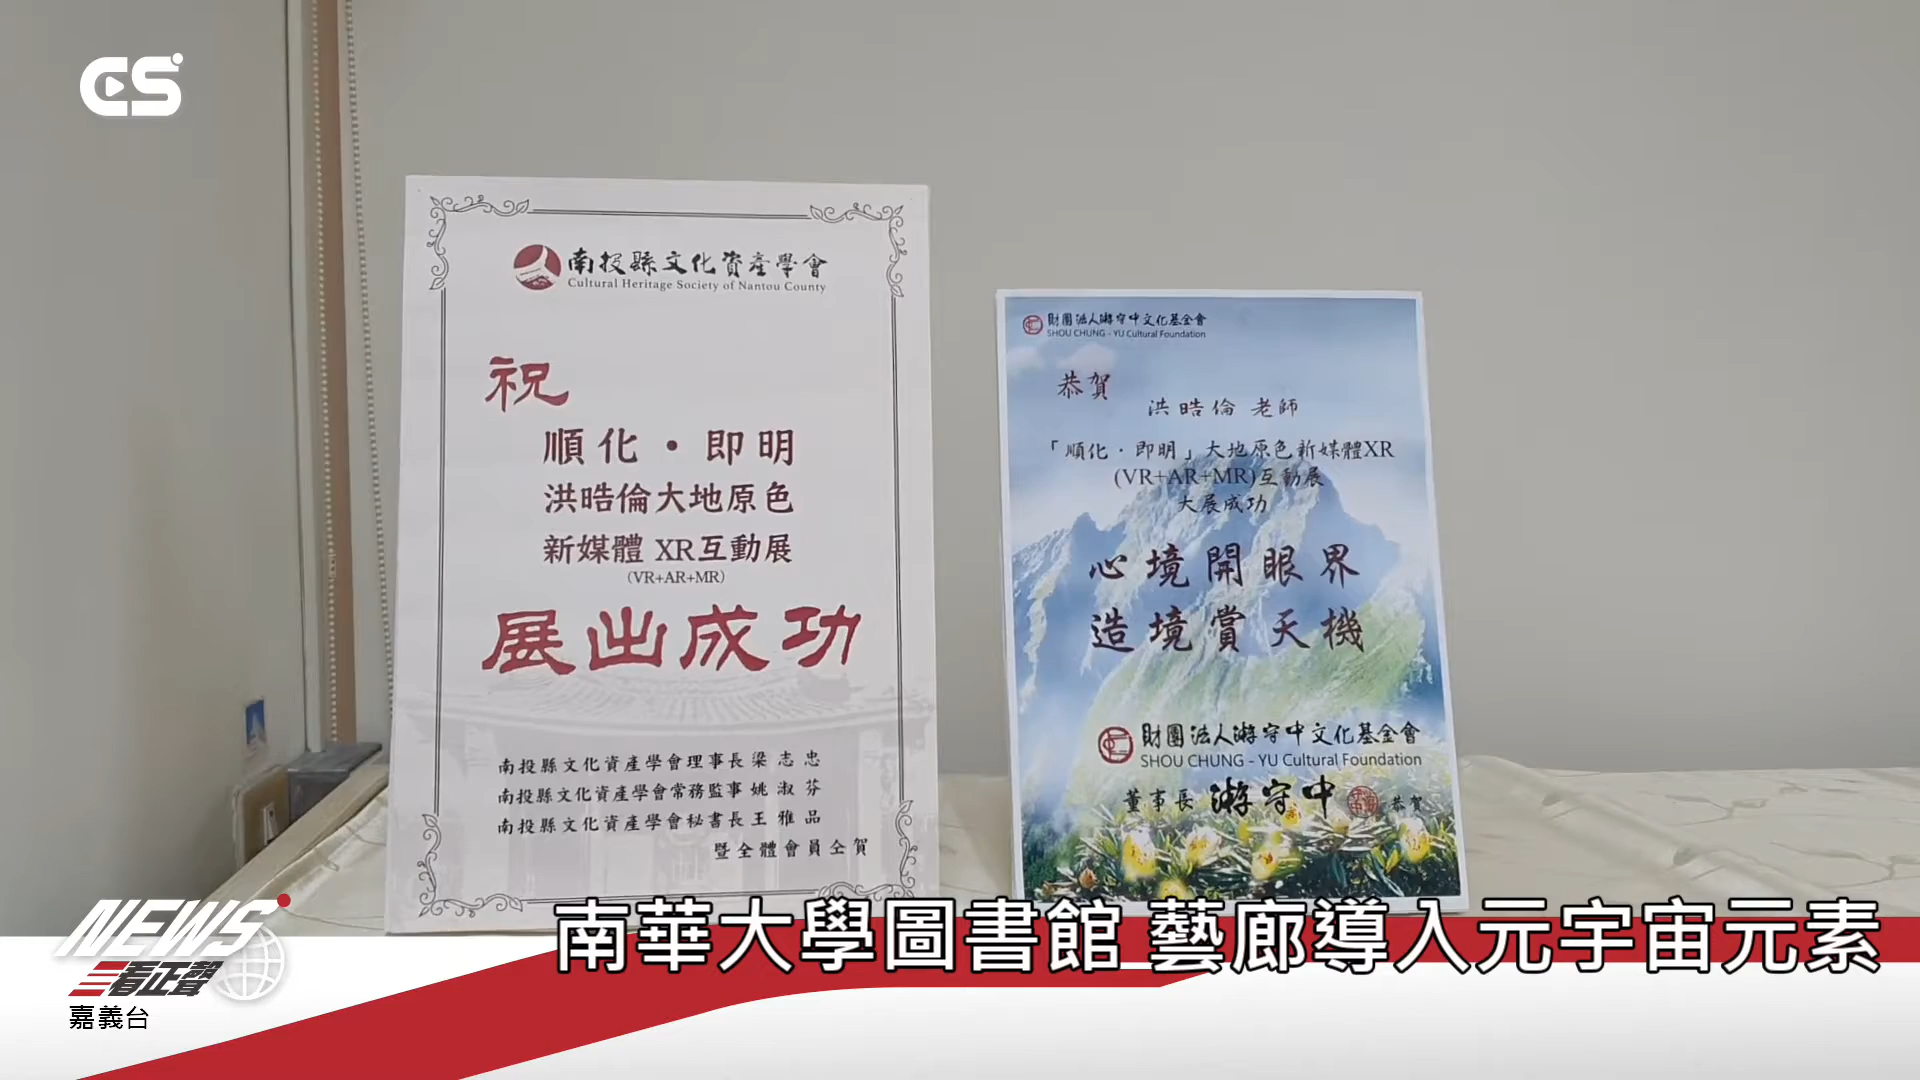 CS
南投縣文化資產學會
Cultural Heritage Society of Nantou County
祝
順化・即明
洪晧倫大地原色
新媒體 XR互動展
(VR+AR+MR)
展出成功
南投縣文化資產學會理事長梁志忠
南投縣文化資產學會常務監事姚淑芬
南投縣文化資產學會秘書長王雅品
暨全體會員仝賀
財團法人游守中文化基金會
SHOU CHUNG - YU Cultural Foundation
恭賀
洪晧倫 老師
「順化・即明」大地原色新媒體XR
(VR+AR+MR)互動展
大展成功
心境開眼界
造境賞天機
財團法人游守中文化基金會
SHOU CHUNG - YU Cultural Foundation
董事長 游守中 恭賀
南華大學圖書館 藝廊導入元宇宙元素
NEWS
看正聲
嘉義台